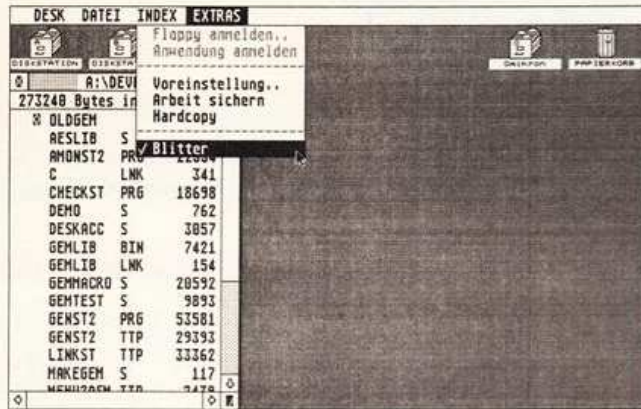 DESK DATEI INDEX EXTRAS
Floppy anmelden..
Anwendung anmelden
Voreinstellung..
Arbeit sichern
Hardcopy
✓ Blitter
DISKSTATION
PAPIERKORB
A:\DEV
273248 Bytes in
OLDGEM
AESLIB S
AMONST2 PRG 22384
C LNK 341
CHECKST PRG 18698
DEMO S 762
DESKACC S 3057
GEMLIB BIN 7421
GEMLIB LNK 154
GEMMACRO S 20592
GEMTEST S 9893
GENST2 PRG 53581
GENST2 TTP 29393
LINKST TTP 33362
MAKEGEM S 117